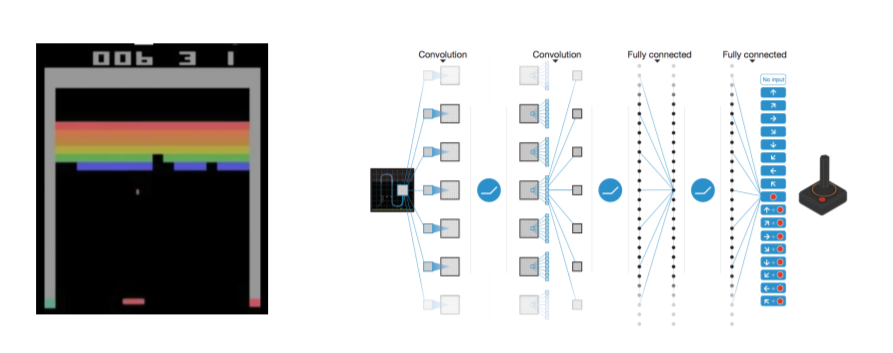 006 3 1
Convolution
Convolution
Fully connected
Fully connected
No input